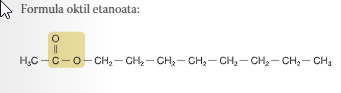 Formula oktil etanoata:
O
H₃C–C–O–CH₂–CH₂–CH₂–CH₂–CH₂–CH₂–CH₂–CH₃